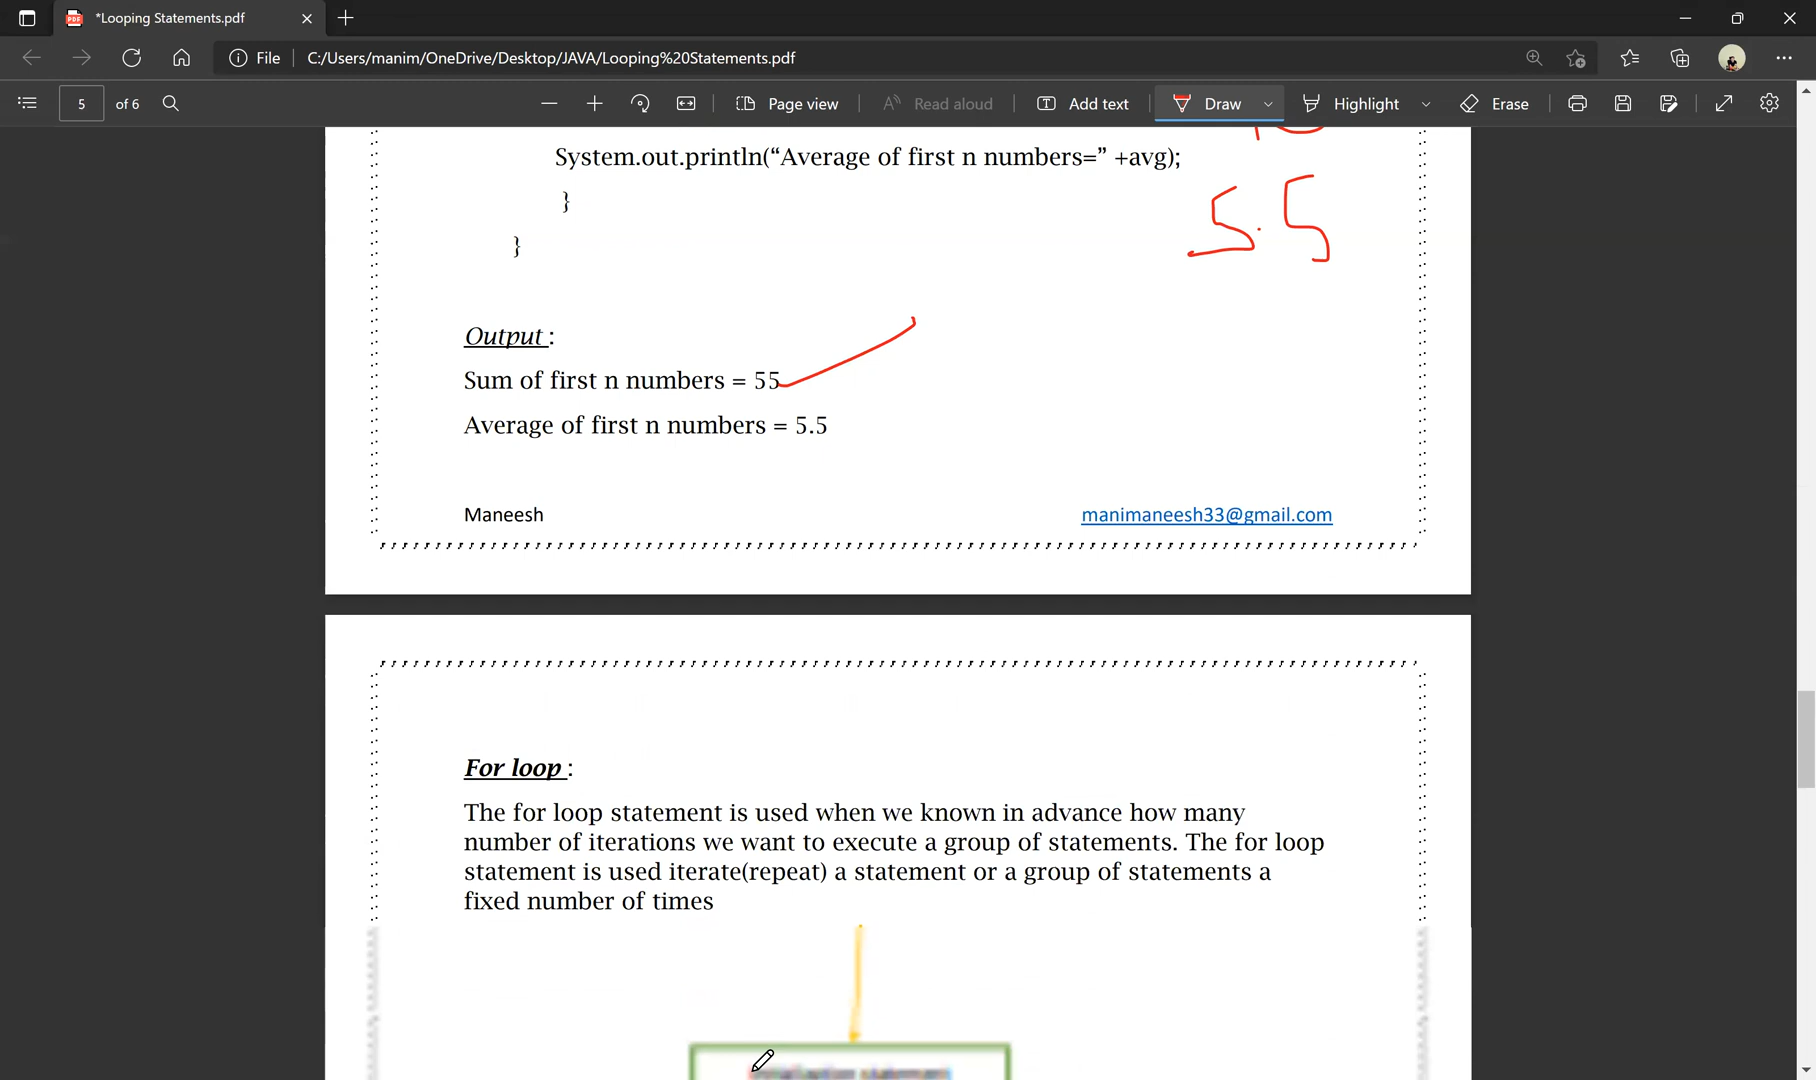 *Looping Statements.pdf
File C:/Users/manim/OneDrive/Desktop/JAVA/Looping%20Statements.pdf
5 of 6 Page view Read aloud Add text Draw Highlight Erase
System.out.println(“Average of first n numbers=” +avg);
}
5.5
}
Output :
Sum of first n numbers = 55
Average of first n numbers = 5.5
Maneesh manimaneesh33@gmail.com
For loop :
The for loop statement is used when we known in advance how many
number of iterations we want to execute a group of statements. The for loop
statement is used iterate(repeat) a statement or a group of statements a
fixed number of times
statement